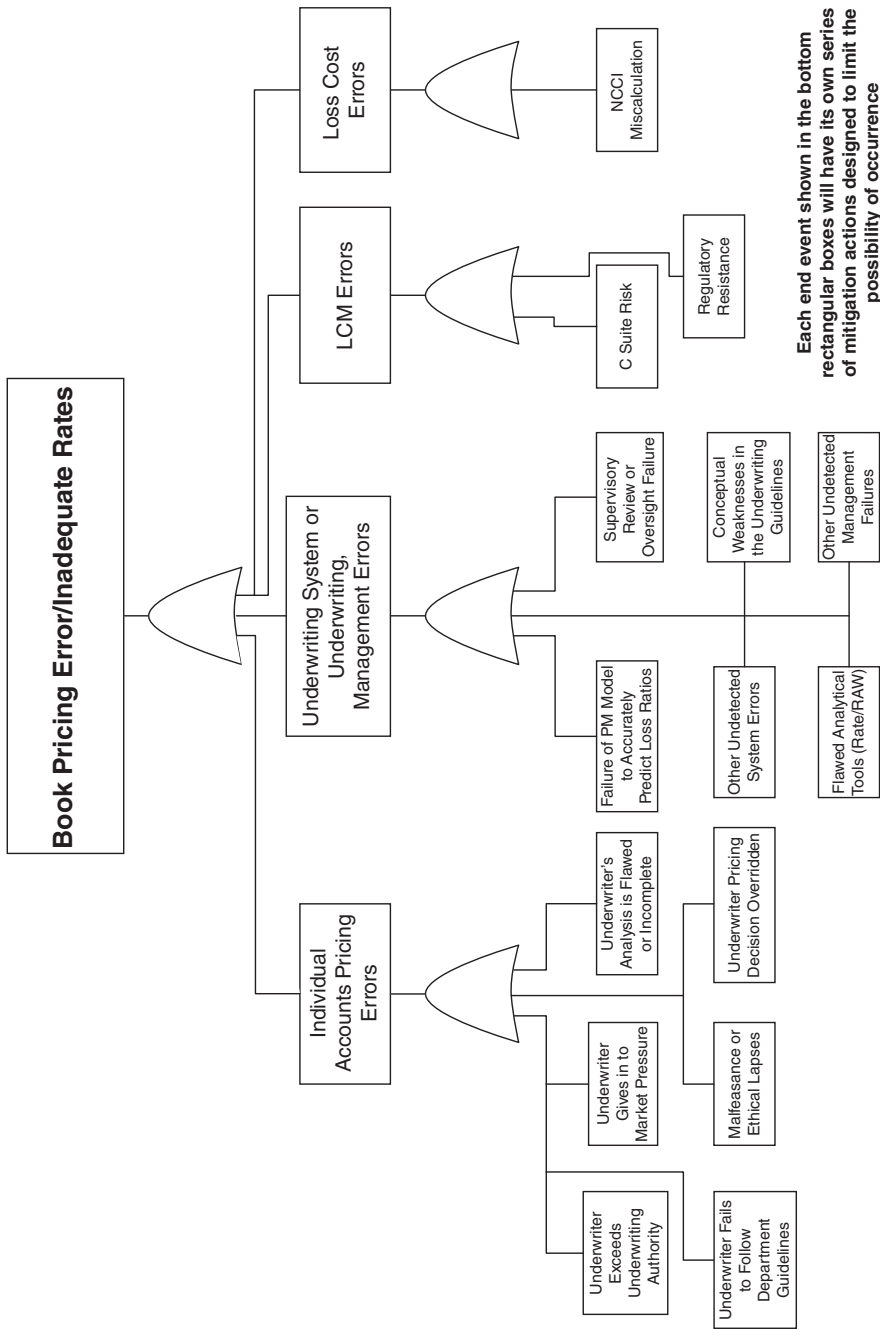 Book Pricing Error/Inadequate Rates
Individual
Accounts Pricing
Errors
Underwriting System or
Underwriting,
Management Errors
LCM Errors
Loss Cost
Errors
Underwriter
Exceeds
Underwriting
Authority
Underwriter
Gives in to
Market Pressure
Underwriter's
Analysis is Flawed
or Incomplete
Underwriter Fails
to Follow
Department
Guidelines
Malfeasance or
Ethical Lapses
Underwriter Pricing
Decision Overridden
Failure of PM Model
to Accurately
Predict Loss Ratios
Supervisory
Review or
Oversight Failure
Other Undetected
System Errors
Conceptual
Weaknesses in
the Underwriting
Guidelines
Flawed Analytical
Tools (Rate/RAW)
Other Undetected
Management
Failures
C Suite Risk
Regulatory
Resistance
NCCI
Miscalculation
Each end event shown in the bottom
rectangular boxes will have its own series
of mitigation actions designed to limit the
possibility of occurrence